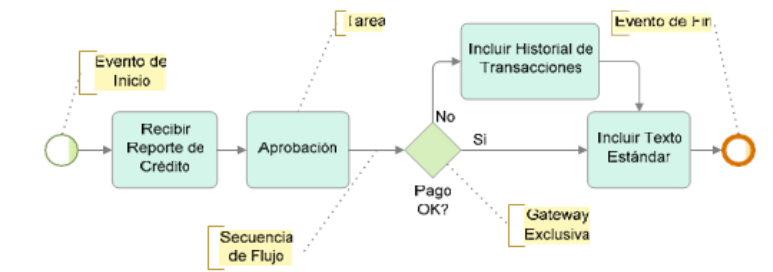 Tarea
Evento de Fin
Evento de
Inicio
Incluir Historial de
Transacciones
No
Recibir
Reporte de
Crédito
Aprobación
Si
Incluir Texto
Estándar
Pago
OK?
Gateway
Exclusiva
Secuencia
de Flujo